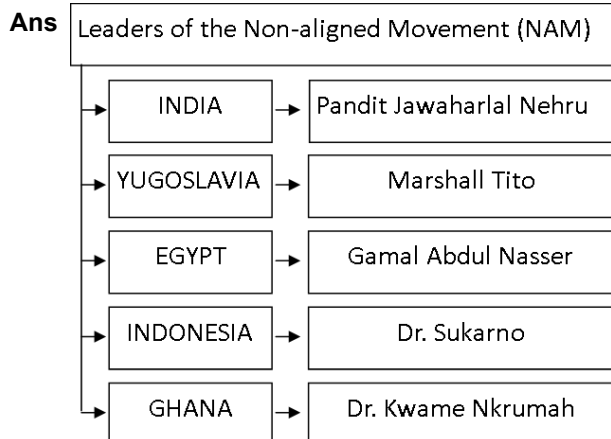 Ans
Leaders of the Non-aligned Movement (NAM)
INDIA
Pandit Jawaharlal Nehru
YUGOSLAVIA
Marshall Tito
EGYPT
Gamal Abdul Nasser
INDONESIA
Dr. Sukarno
GHANA
Dr. Kwame Nkrumah